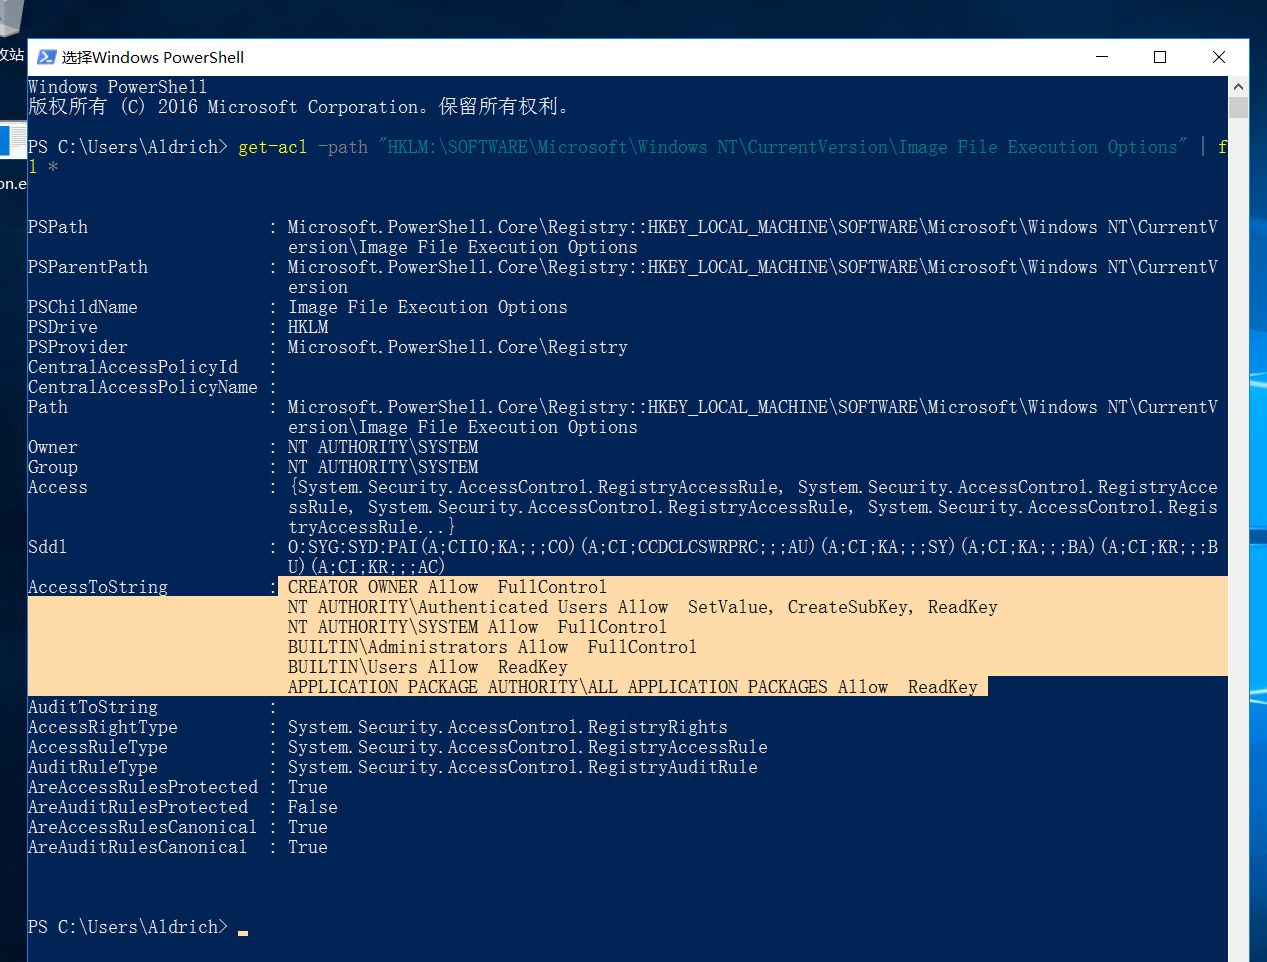 收站
选择Windows PowerShell
Windows PowerShell
版权所有 (C) 2016 Microsoft Corporation。保留所有权利。
PS C:\Users\Aldrich> get-acl -path "HKLM:\SOFTWARE\Microsoft\Windows NT\CurrentVersion\Image File Execution Options" | f
l *
on.e
PSPath : Microsoft.PowerShell.Core\Registry::HKEY_LOCAL_MACHINE\SOFTWARE\Microsoft\Windows NT\CurrentV
ersion\Image File Execution Options
PSParentPath : Microsoft.PowerShell.Core\Registry::HKEY_LOCAL_MACHINE\SOFTWARE\Microsoft\Windows NT\CurrentV
ersion
PSChildName : Image File Execution Options
PSDrive : HKLM
PSProvider : Microsoft.PowerShell.Core\Registry
CentralAccessPolicyId :
CentralAccessPolicyName :
Path : Microsoft.PowerShell.Core\Registry::HKEY_LOCAL_MACHINE\SOFTWARE\Microsoft\Windows NT\CurrentV
ersion\Image File Execution Options
Owner : NT AUTHORITY\SYSTEM
Group : NT AUTHORITY\SYSTEM
Access : {System.Security.AccessControl.RegistryAccessRule, System.Security.AccessControl.RegistryAcce
ssRule, System.Security.AccessControl.RegistryAccessRule, System.Security.AccessControl.Regis
tryAccessRule...}
Sddl : O:SYG:SYD:PAI(A;CIIO;KA;;;CO)(A;CI;CCDCLCSWRPRC;;;AU)(A;CI;KA;;;SY)(A;CI;KA;;;BA)(A;CI;KR;;;B
U)(A;CI;KR;;;AC)
AccessToString : CREATOR OWNER Allow  FullControl
NT AUTHORITY\Authenticated Users Allow  SetValue, CreateSubKey, ReadKey
NT AUTHORITY\SYSTEM Allow  FullControl
BUILTIN\Administrators Allow  FullControl
BUILTIN\Users Allow  ReadKey
APPLICATION PACKAGE AUTHORITY\ALL APPLICATION PACKAGES Allow  ReadKey
AuditToString :
AccessRightType : System.Security.AccessControl.RegistryRights
AccessRuleType : System.Security.AccessControl.RegistryAccessRule
AuditRuleType : System.Security.AccessControl.RegistryAuditRule
AreAccessRulesProtected : True
AreAuditRulesProtected : False
AreAccessRulesCanonical : True
AreAuditRulesCanonical : True
PS C:\Users\Aldrich>